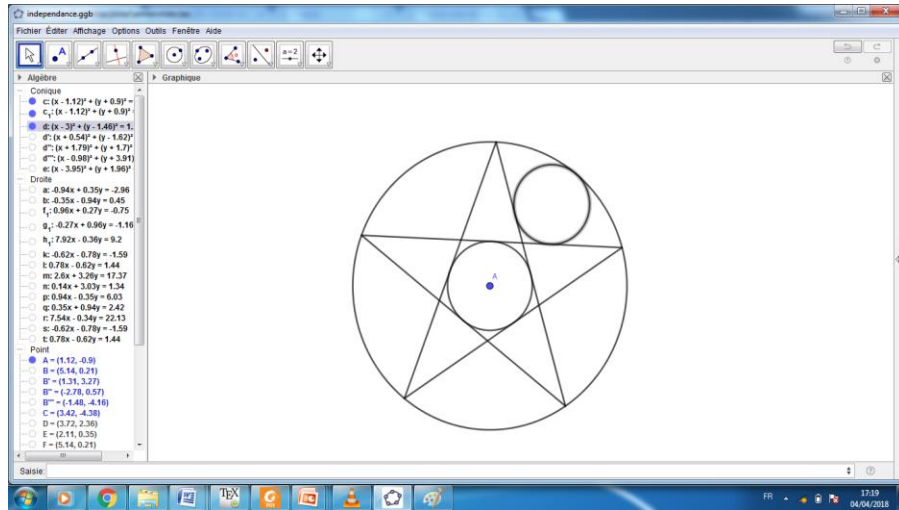 independance.ggb
Fichier Éditer Affichage Options Outils Fenêtre Aide
a=2
Algèbre
Graphique
Conique
c: (x - 1.12)² + (y + 0.9)² =
c₁: (x - 1.12)² + (y + 0.9)² =
d: (x - 3)² + (y - 1.46)² = 1.
d': (x + 0.54)² + (y - 1.62)²
d'': (x + 1.79)² + (y + 1.7)²
d''': (x - 0.98)² + (y + 3.91)
e: (x - 3.95)² + (y + 1.96)²
Droite
a: -0.94x + 0.35y = -2.96
b: -0.35x - 0.94y = 0.45
f₁: 0.96x + 0.27y = -0.75
g₁: -0.27x + 0.96y = -1.16
h₁: 7.92x - 0.36y = 9.2
k: -0.62x - 0.78y = -1.59
l: 0.78x - 0.62y = 1.44
m: 2.6x + 3.26y = 17.37
n: 0.14x + 3.03y = 1.34
p: 0.94x - 0.35y = 6.03
q: 0.35x + 0.94y = 2.42
r: 7.54x - 0.34y = 22.13
s: -0.62x - 0.78y = -1.59
t: 0.78x - 0.62y = 1.44
Point
A = (1.12, -0.9)
B = (5.14, 0.21)
B' = (1.31, 3.27)
B'' = (-2.78, 0.57)
B''' = (-1.48, -4.16)
C = (3.42, -4.38)
D = (3.72, 2.36)
E = (2.11, 0.35)
F = (5.14, 0.21)
A
Saisie:
TEX
FR
17:19
04/04/2018